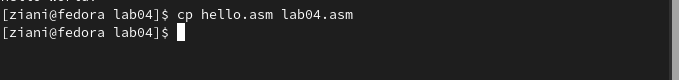 [ziani@fedora lab04]$ cp hello.asm lab04.asm
[ziani@fedora lab04]$